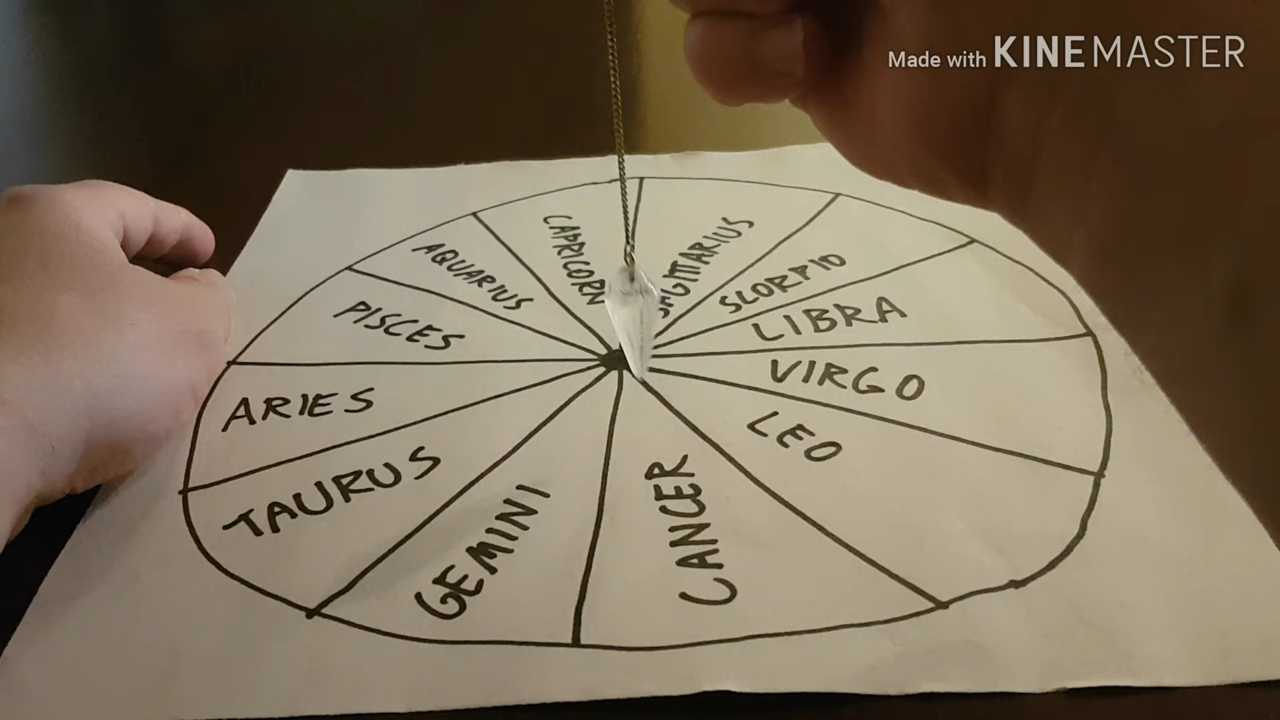 Made with KINEMASTER
CAPRICORN
SAGITTARIUS
AQUARIUS
SCORPIO
PISCES
LIBRA
ARIES
VIRGO
TAURUS
LEO
GEMINI
CANCER